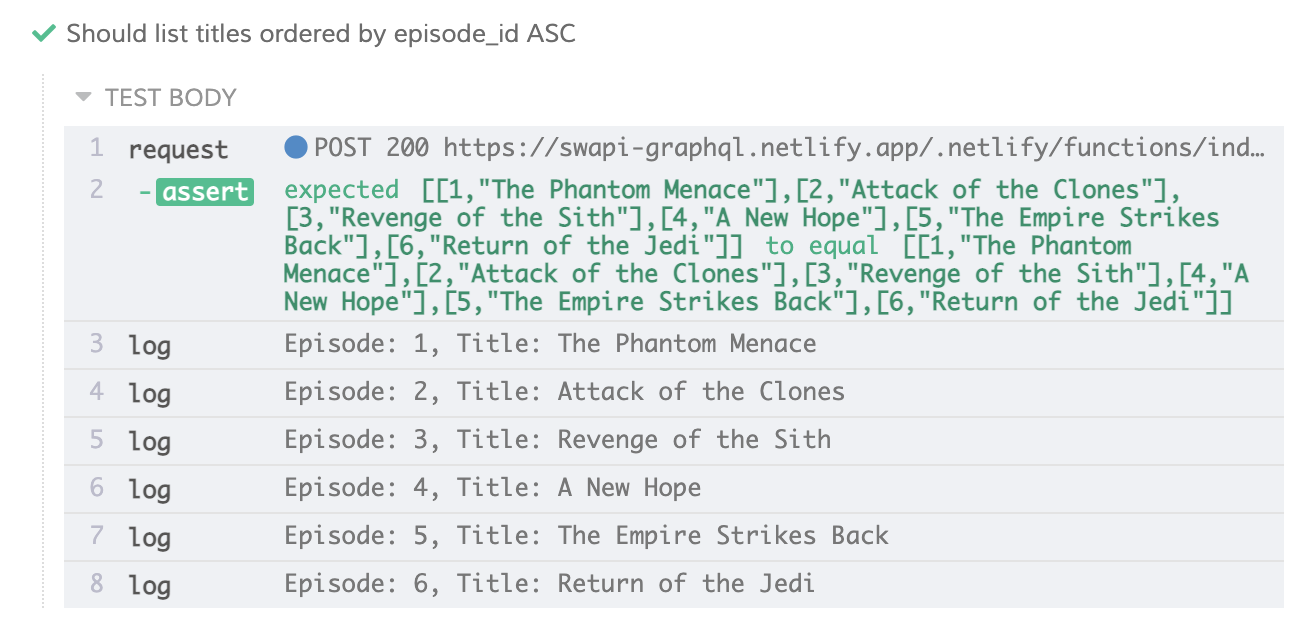 Should list titles ordered by episode_id ASC
TEST BODY
1 request POST 200 https://swapi-graphql.netlify.app/.netlify/functions/ind…
2 -assert expected [[1,"The Phantom Menace"],[2,"Attack of the Clones"],
[3,"Revenge of the Sith"],[4,"A New Hope"],[5,"The Empire Strikes
Back"],[6,"Return of the Jedi"]] to equal [[1,"The Phantom
Menace"],[2,"Attack of the Clones"],[3,"Revenge of the Sith"],[4,"A
New Hope"],[5,"The Empire Strikes Back"],[6,"Return of the Jedi"]]
3 log Episode: 1, Title: The Phantom Menace
4 log Episode: 2, Title: Attack of the Clones
5 log Episode: 3, Title: Revenge of the Sith
6 log Episode: 4, Title: A New Hope
7 log Episode: 5, Title: The Empire Strikes Back
8 log Episode: 6, Title: Return of the Jedi